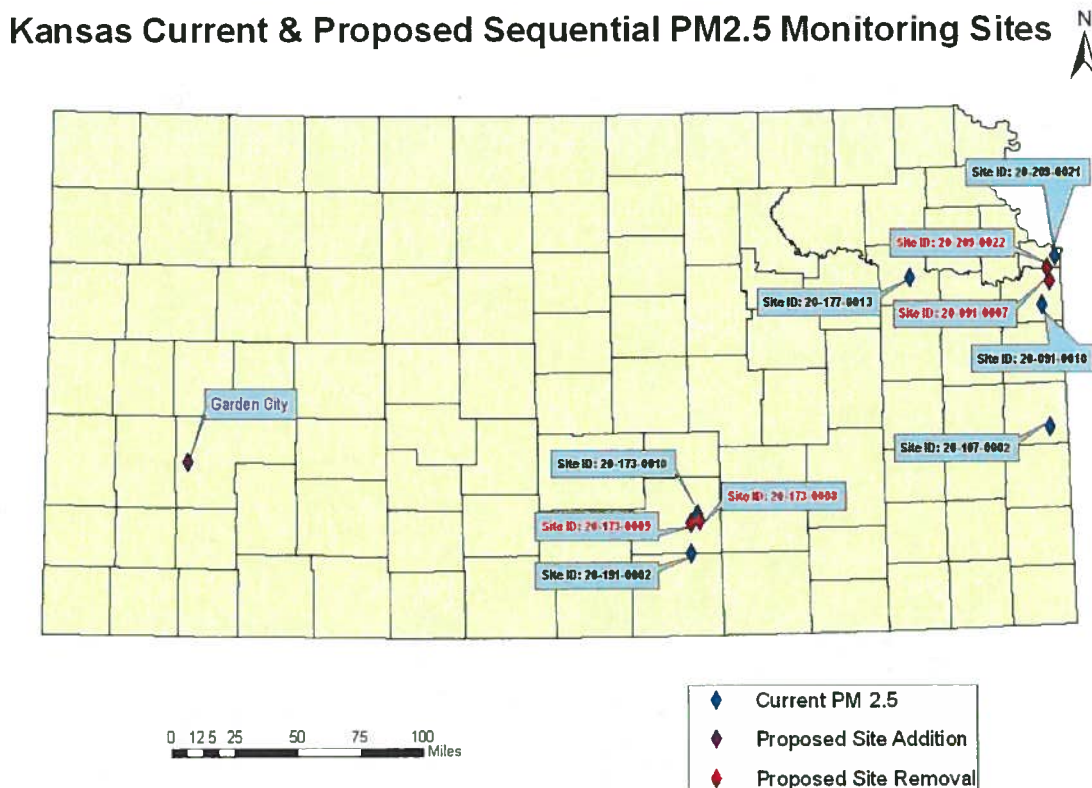 Kansas Current & Proposed Sequential PM2.5 Monitoring Sites
N
Site ID: 20-209-0021
Site ID: 20-209-0022
Site ID: 20-177-0013
Site ID: 20-091-0007
Site ID: 20-091-0010
Garden City
Site ID: 20-107-0002
Site ID: 20-173-0010
Site ID: 20-173-0008
Site ID: 20-173-0009
Site ID: 20-191-0002
0 12.5 25 50 75 100
Miles
Current PM 2.5
Proposed Site Addition
Proposed Site Removal